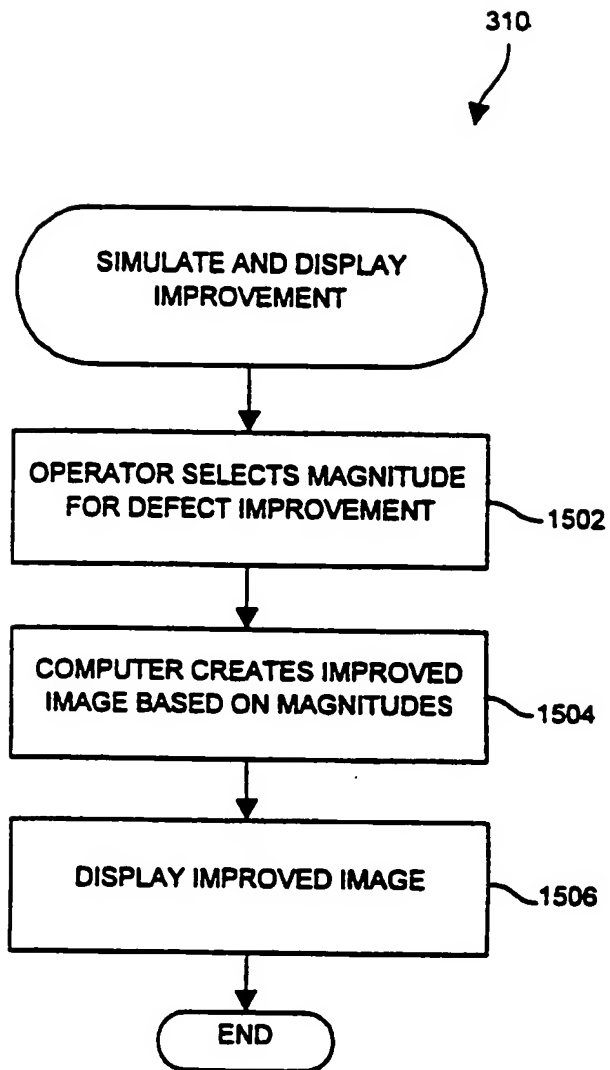 310
SIMULATE AND DISPLAY
IMPROVEMENT
OPERATOR SELECTS MAGNITUDE
FOR DEFECT IMPROVEMENT
1502
COMPUTER CREATES IMPROVED
IMAGE BASED ON MAGNITUDES
1504
DISPLAY IMPROVED IMAGE
1506
END